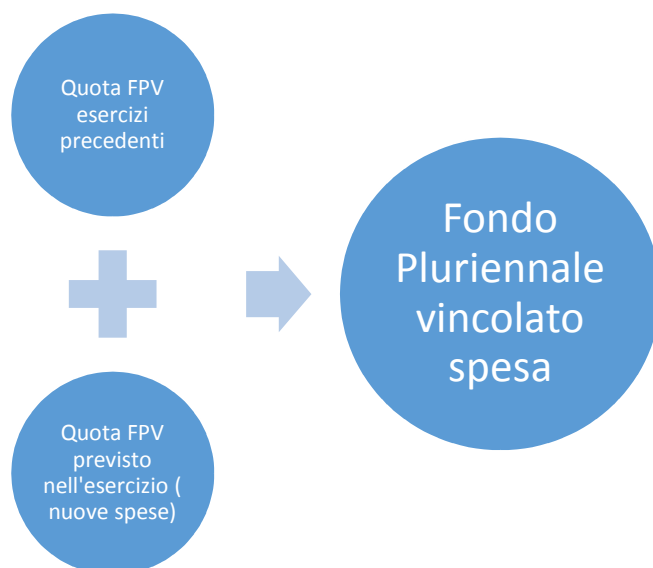 Quota FPV
esercizi
precedenti
Quota FPV
previsto
nell'esercizio (
nuove spese)
Fondo
Pluriennale
vincolato
spesa